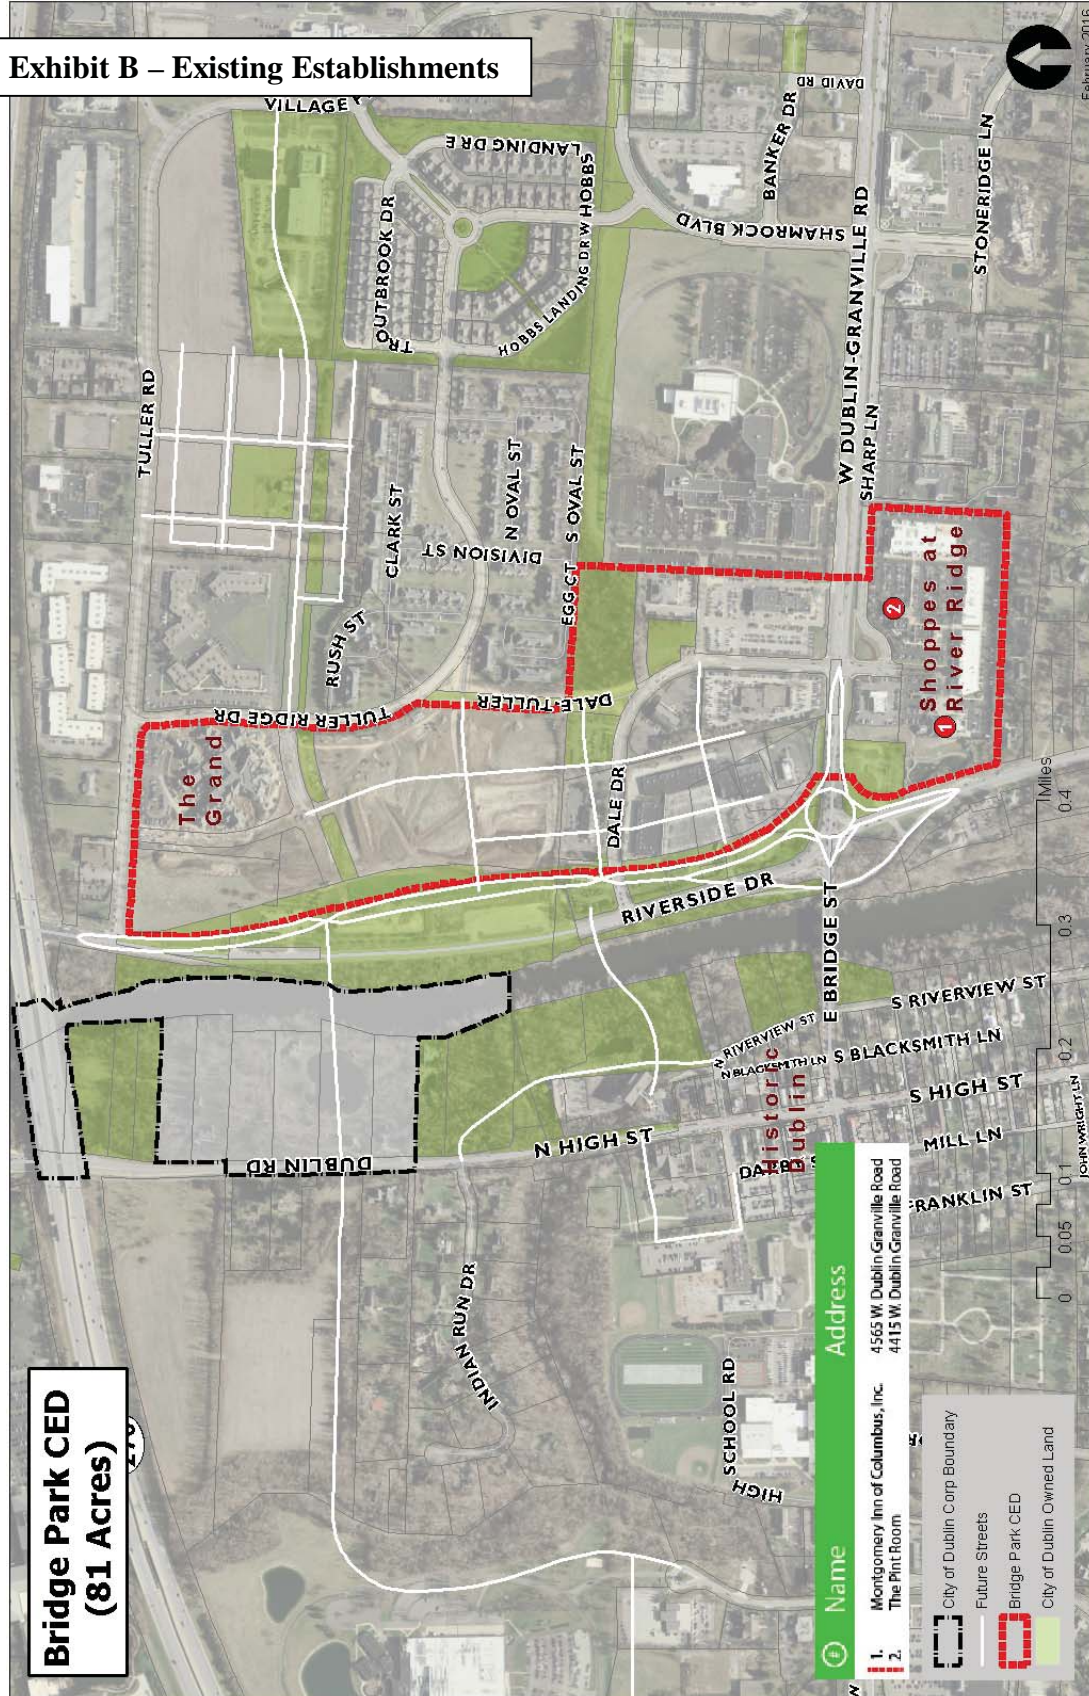 Exhibit B – Existing Establishments
Bridge Park CED
(81 Acres)
VILLAGE
TULLER RD
LANDING DR E
TROUTBROOK DR
W HOBBS
HOBBS LANDING DR W
SHAMROCK BLVD
BANKER DR
DAVID RD
W DUBLIN-GRANVILLE RD
SHARP LN
STONERIDGE LN
CLARK ST
N OVAL ST
S OVAL ST
DIVISION ST
RUSH ST
EGG CT
TULLER RIDGE DR
DALE-TULLER
The
Grand
DALE DR
RIVERSIDE DR
2
1
Shoppes at
River Ridge
E BRIDGE ST
N RIVERVIEW ST
S RIVERVIEW ST
N BLACKSMITH LN
S BLACKSMITH LN
Historic
Dublin
DUBLIN RD
N HIGH ST
S HIGH ST
MILL LN
FRANKLIN ST
JOHN WRIGHT LN
INDIAN RUN DR
HIGH SCHOOL RD
# Name Address
1. Montgomery Inn of Columbus, Inc. 4565 W. Dublin Granville Road
2. The Pint Room 4415 W. Dublin Granville Road
City of Dublin Corp Boundary
Future Streets
Bridge Park CED
City of Dublin Owned Land
0 0.05 0.1 0.2 0.3 0.4
Miles
February 2016